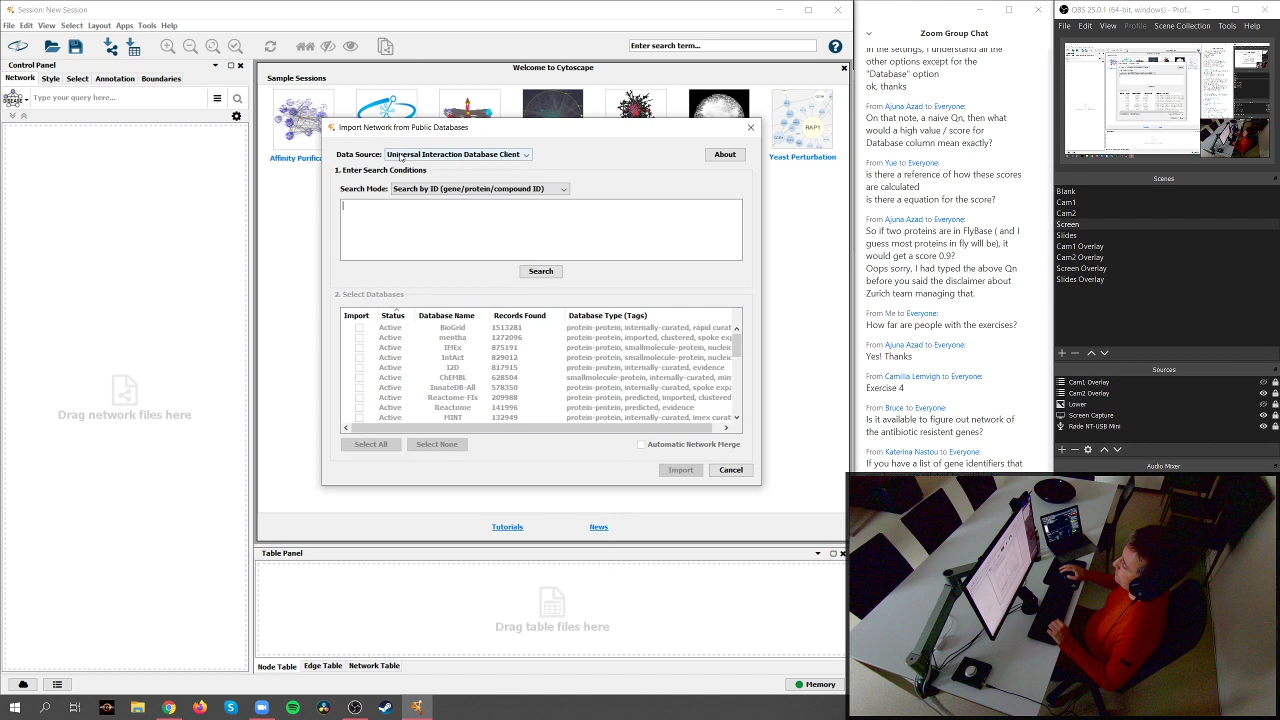 Session: New Session
File Edit View Select Layout Apps Tools Help
Enter search term...
Control Panel
Network Style Select Annotation Boundaries
Type your query here...
Drag network files here
Welcome to Cytoscape
Sample Sessions
RAP1
Affinity Purifica
Yeast Perturbation
Import Network from Public Databases
Data Source: Universal Interaction Database Client
About
1. Enter Search Conditions
Search Mode: Search by ID (gene/protein/compound ID)
Search
2. Select Databases
Import Status Database Name Records Found Database Type (Tags)
Active BioGrid 1513281 protein-protein, internally-curated, rapid curat
Active mentha 1272096 protein-protein, imported, clustered, spoke exp
Active IMEx 875191 protein-protein, smallmolecule-protein, nucleic
Active IntAct 829012 protein-protein, smallmolecule-protein, nucleic
Active I2D 817915 protein-protein, internally-curated, evidence
Active ChEMBL 628504 smallmolecule-protein, internally-curated, mim
Active InnateDB-All 578350 protein-protein, internally-curated, spoke expa
Active Reactome-FIs 209988 protein-protein, predicted, imported, clustered
Active Reactome 141996 protein-protein, predicted, evidence
Active MINT 132949 protein-protein, internally-curated, imex curat
Select All Select None Automatic Network Merge
Import Cancel
Tutorials News
Table Panel
Drag table files here
Node Table Edge Table Network Table
Memory
Zoom Group Chat
In the settings, I understand all the
other options except for the
"Database" option
ok, thanks
From Ajuna Azad to Everyone:
On that note, a naive Qn, then what
would a high value / score for
Database column mean exactly?
From Yue to Everyone:
is there a reference of how these scores
are calculated
is there an equation for the score?
From Ajuna Azad to Everyone:
So if two proteins are in FlyBase ( and I
guess most proteins in fly will be), it
would get a score 0.9?
Oops sorry, I had typed the above Qn
before you said the disclaimer about
Zurich team managing that.
From Me to Everyone:
How far are people with the exercises?
From Ajuna Azad to Everyone:
Yes! Thanks
From Camilla Lemvigh to Everyone:
Exercise 4
From Bruce to Everyone:
Is it available to figure out network of
the antibiotic resistent genes?
From Katerina Nastou to Everyone:
If you have a list of gene identifiers that
OBS 25.0.1 (64-bit, windows) - Prof...
File Edit View Profile Scene Collection Tools Help
Scenes
Blank
Cam1
Cam2
Screen
Slides
Cam1 Overlay
Cam2 Overlay
Screen Overlay
Slides Overlay
Sources
Cam1 Overlay
Cam2 Overlay
Lower
Screen Capture
Røde NT-USB Mini
Audio Mixer